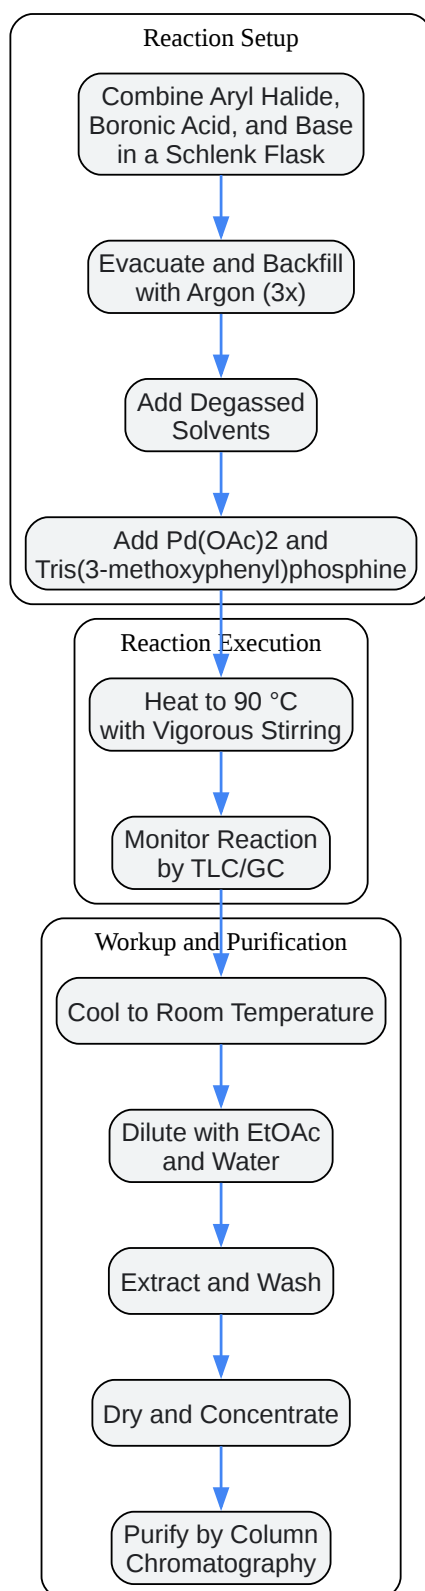 Reaction Setup
Combine Aryl Halide,
Boronic Acid, and Base
in a Schlenk Flask
Evacuate and Backfill
with Argon (3x)
Add Degassed
Solvents
Add Pd(OAc)2 and
Tris(3-methoxyphenyl)phosphine
Reaction Execution
Heat to 90 °C
with Vigorous Stirring
Monitor Reaction
by TLC/GC
Workup and Purification
Cool to Room Temperature
Dilute with EtOAc
and Water
Extract and Wash
Dry and Concentrate
Purify by Column
Chromatography